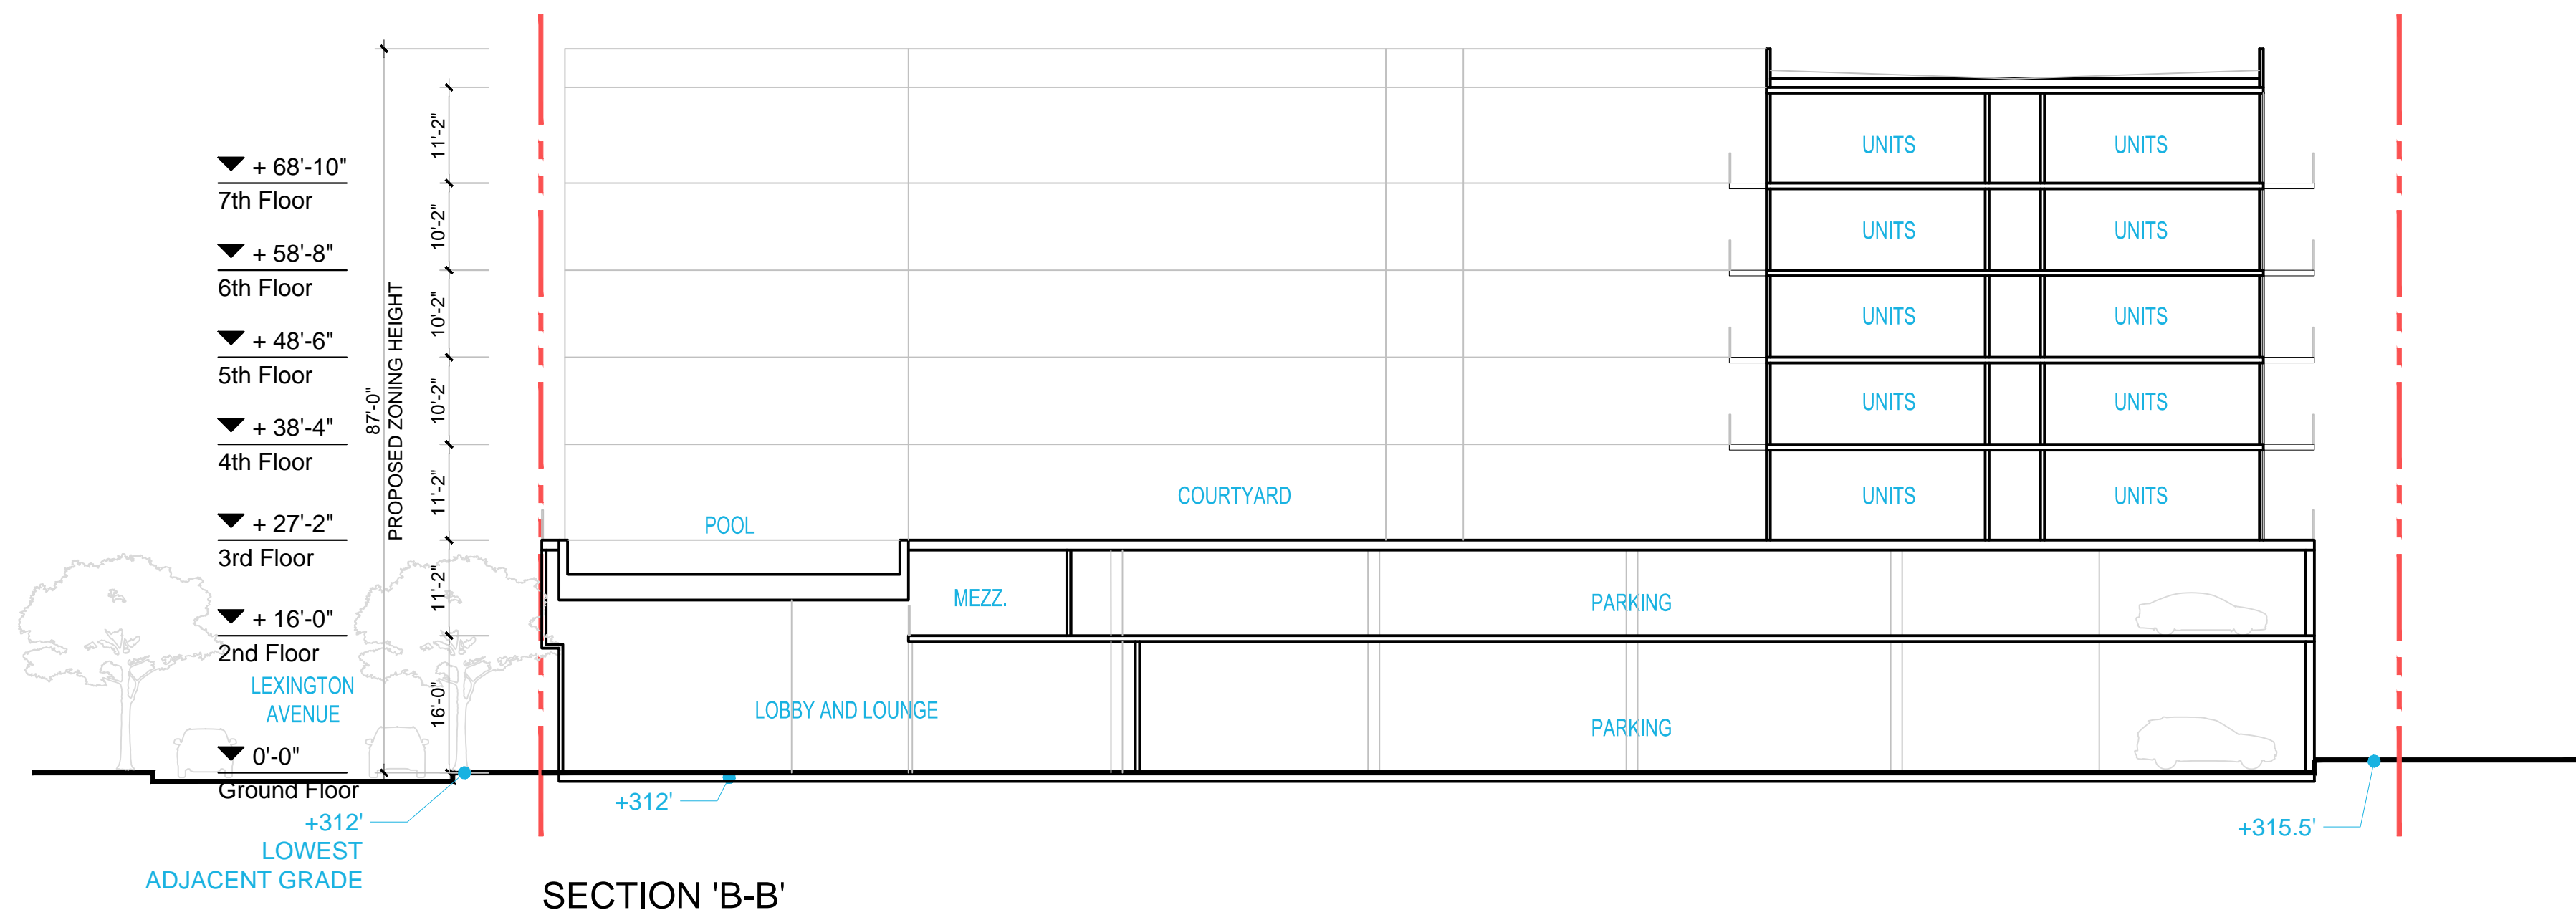 + 68'-10"
7th Floor
+ 58'-8"
6th Floor
+ 48'-6"
5th Floor
+ 38'-4"
4th Floor
+ 27'-2"
3rd Floor
+ 16'-0"
2nd Floor
LEXINGTON
AVENUE
0'-0"
Ground Floor
+312'
LOWEST
ADJACENT GRADE
87'-0"
PROPOSED ZONING HEIGHT
11'-2"
10'-2"
10'-2"
10'-2"
11'-2"
11'-2"
16'-0"
UNITS
UNITS
UNITS
UNITS
UNITS
UNITS
UNITS
UNITS
UNITS
UNITS
COURTYARD
POOL
MEZZ.
PARKING
LOBBY AND LOUNGE
PARKING
+312'
+315.5'
SECTION 'B-B'